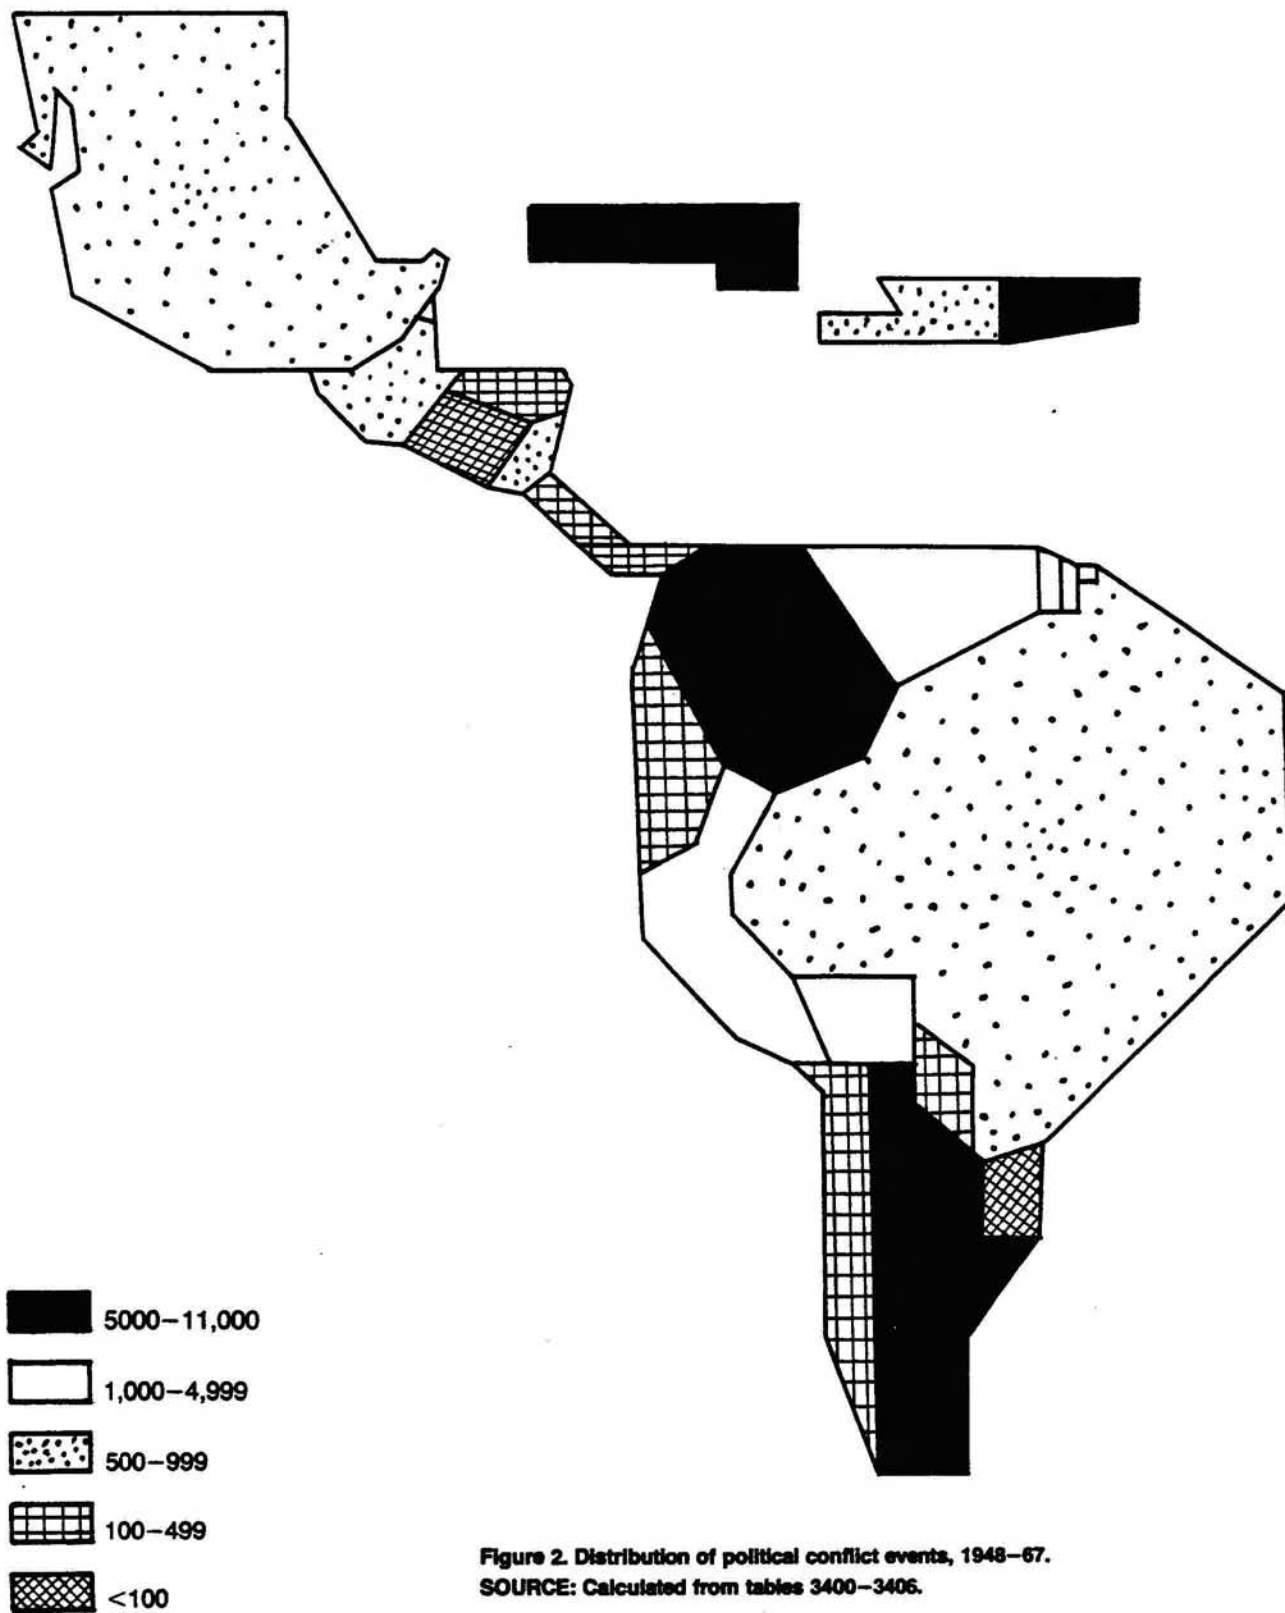 5000–11,000
1,000–4,999
500–999
100–499
<100
Figure 2. Distribution of political conflict events, 1948–67.
SOURCE: Calculated from tables 3400–3406.